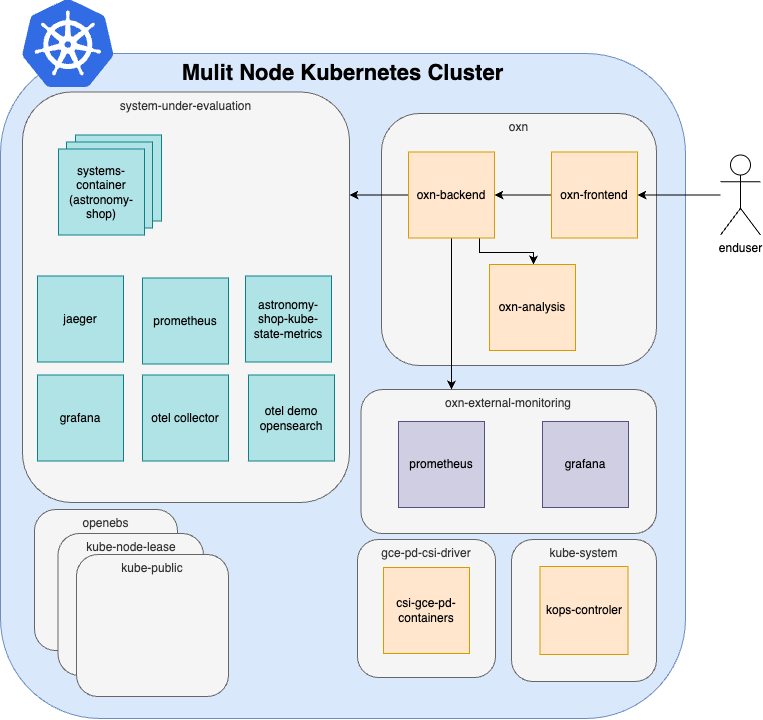 Mulit Node Kubernetes Cluster
system-under-evaluation
systems-
container
(astronomy-
shop)
jaeger
prometheus
astronomy-
shop-kube-
state-metrics
grafana
otel collector
otel demo
opensearch
oxn
oxn-backend
oxn-frontend
oxn-analysis
enduser
oxn-external-monitoring
prometheus
grafana
openebs
kube-node-lease
kube-public
gce-pd-csi-driver
csi-gce-pd-
containers
kube-system
kops-controler